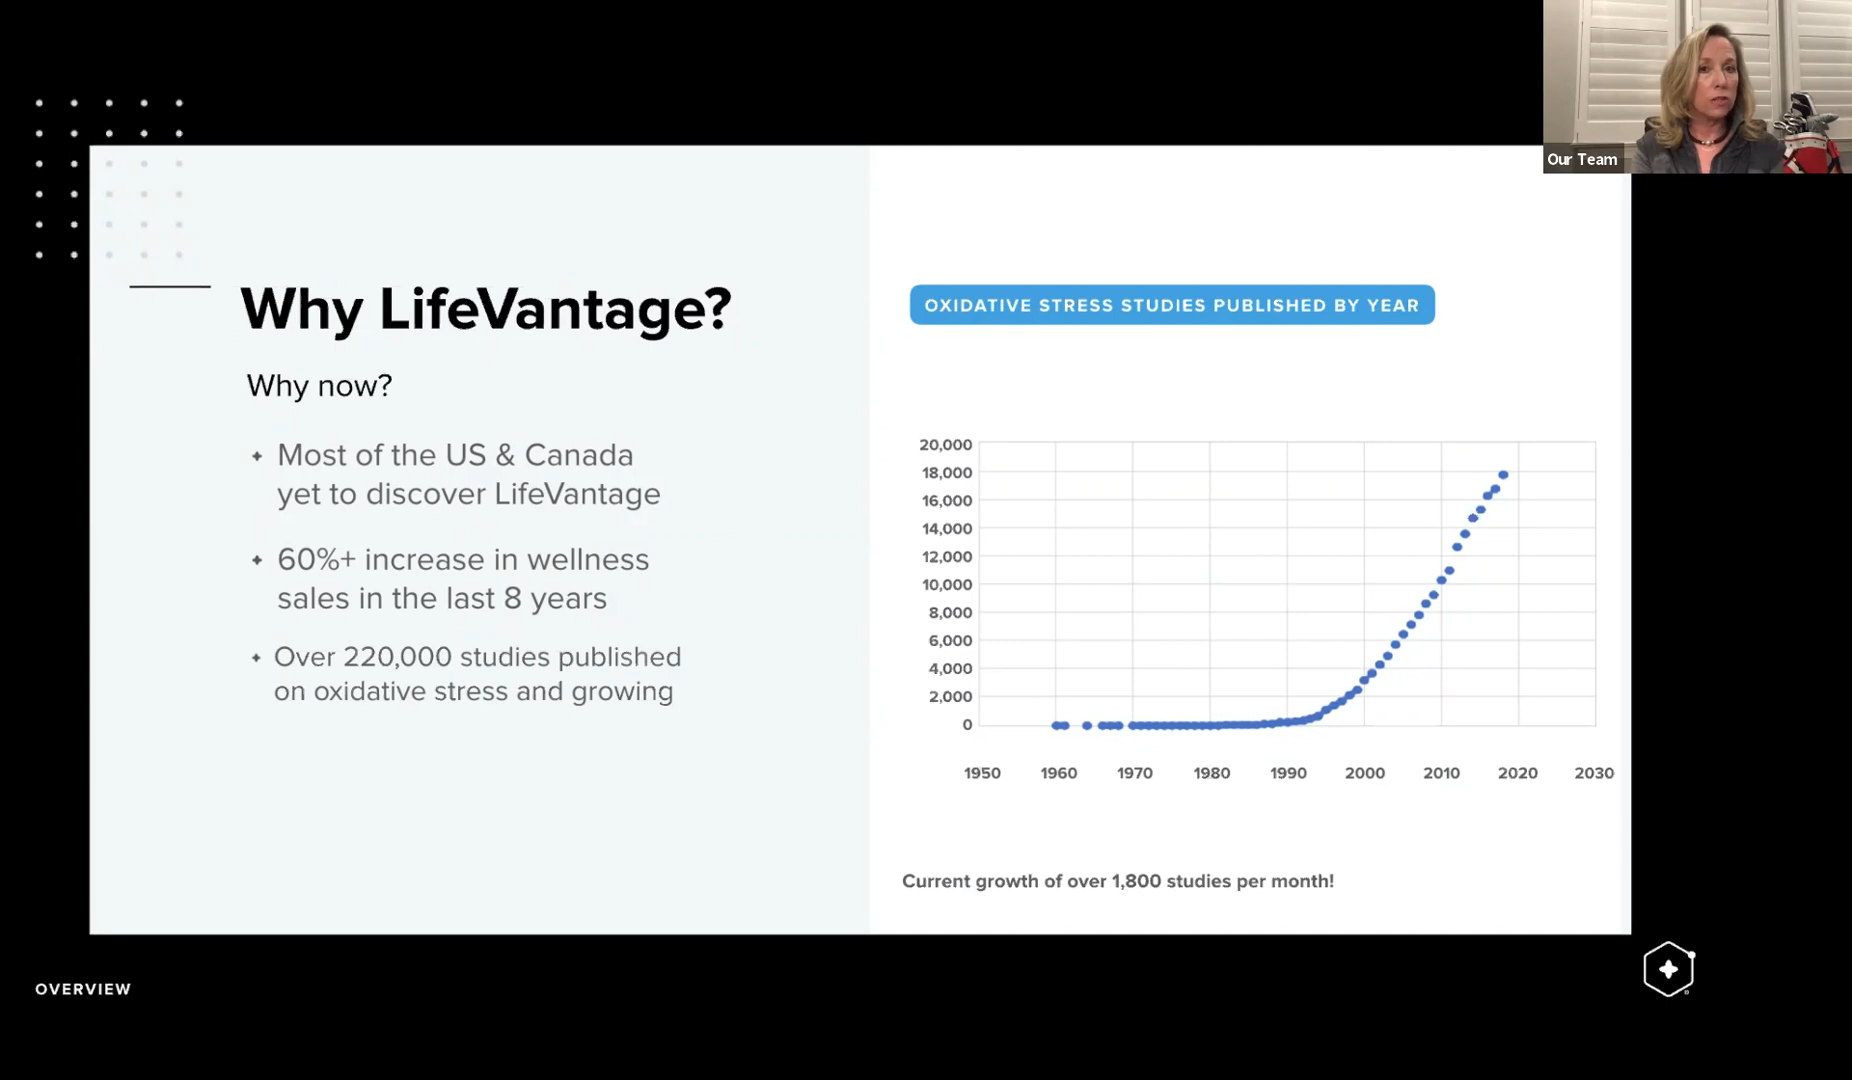 Our Team
Why LifeVantage?
Why now?
Most of the US & Canada
yet to discover LifeVantage
60%+ increase in wellness
sales in the last 8 years
Over 220,000 studies published
on oxidative stress and growing
OXIDATIVE STRESS STUDIES PUBLISHED BY YEAR
20,000
18,000
16,000
14,000
12,000
10,000
8,000
6,000
4,000
2,000
0
1950 1960 1970 1980 1990 2000 2010 2020 2030
Current growth of over 1,800 studies per month!
OVERVIEW